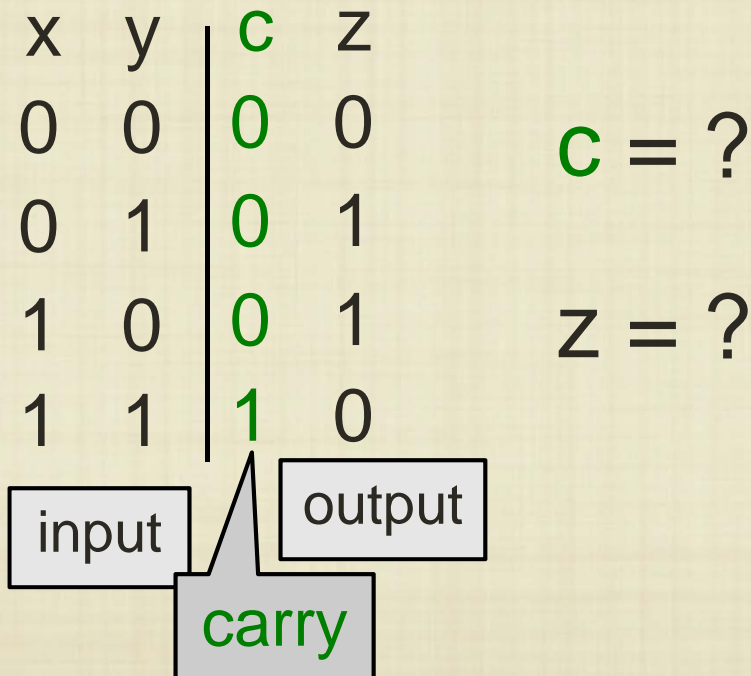 x y c z
0 0 0 0
0 1 0 1
1 0 0 1
1 1 1 0
c = ?
z = ?
input
output
carry